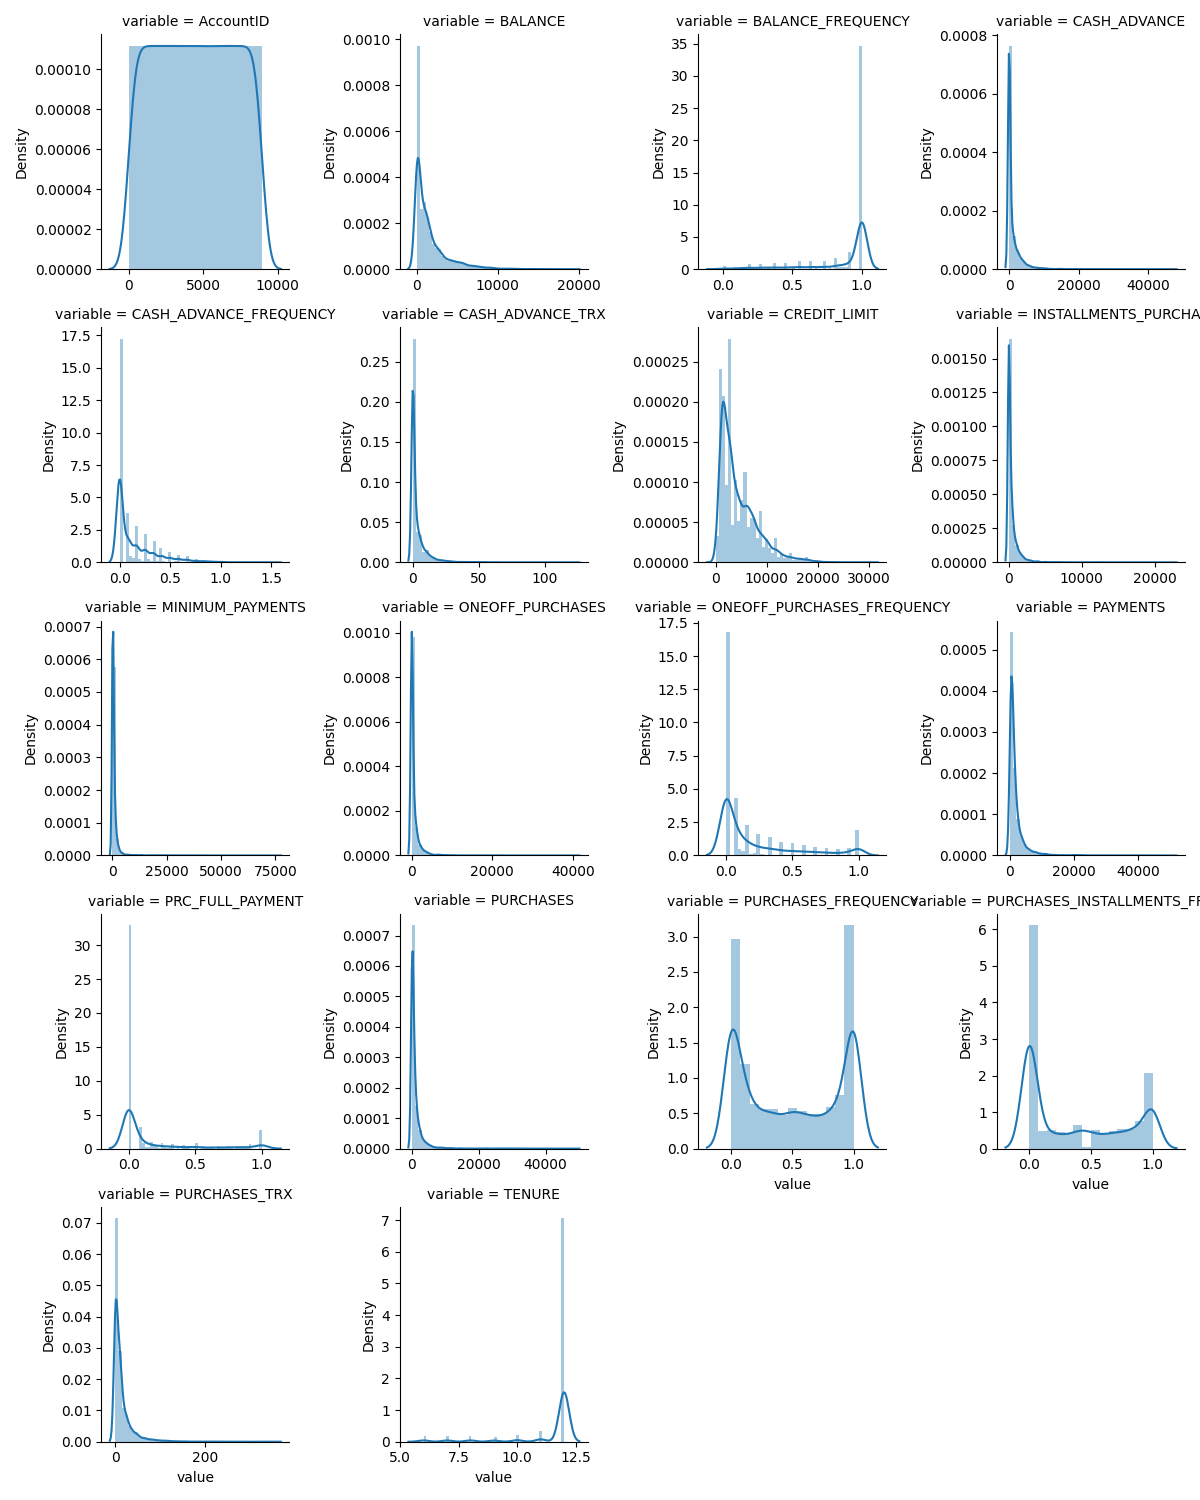 variable = AccountID
variable = BALANCE
variable = BALANCE_FREQUENCY
variable = CASH_ADVANCE
0.00010
0.00008
0.00006
0.00004
0.00002
0.00000
Density
0 5000 10000
0.0010
0.0008
0.0006
0.0004
0.0002
0.0000
Density
0 10000 20000
35
30
25
20
15
10
5
0
Density
0.0 0.5 1.0
0.0008
0.0006
0.0004
0.0002
0.0000
Density
0 20000 40000
variable = CASH_ADVANCE_FREQUENCY
variable = CASH_ADVANCE_TRX
variable = CREDIT_LIMIT
variable = INSTALLMENTS_PURCHA
17.5
15.0
12.5
10.0
7.5
5.0
2.5
0.0
Density
0.0 0.5 1.0 1.5
0.25
0.20
0.15
0.10
0.05
0.00
Density
0 50 100
0.00025
0.00020
0.00015
0.00010
0.00005
0.00000
Density
0 10000 20000 30000
0.00150
0.00125
0.00100
0.00075
0.00050
0.00025
0.00000
Density
0 10000 20000
variable = MINIMUM_PAYMENTS
variable = ONEOFF_PURCHASES
variable = ONEOFF_PURCHASES_FREQUENCY
variable = PAYMENTS
0.0007
0.0006
0.0005
0.0004
0.0003
0.0002
0.0001
0.0000
Density
0 25000 50000 75000
0.0010
0.0008
0.0006
0.0004
0.0002
0.0000
Density
0 20000 40000
17.5
15.0
12.5
10.0
7.5
5.0
2.5
0.0
Density
0.0 0.5 1.0
0.0005
0.0004
0.0003
0.0002
0.0001
0.0000
Density
0 20000 40000
variable = PRC_FULL_PAYMENT
variable = PURCHASES
variable = PURCHASES_FREQUENCY
variable = PURCHASES_INSTALLMENTS_FR
30
25
20
15
10
5
0
Density
0.0 0.5 1.0
0.0007
0.0006
0.0005
0.0004
0.0003
0.0002
0.0001
0.0000
Density
0 20000 40000
3.0
2.5
2.0
1.5
1.0
0.5
0.0
Density
0.0 0.5 1.0
value
6
5
4
3
2
1
0
Density
0.0 0.5 1.0
value
variable = PURCHASES_TRX
variable = TENURE
0.07
0.06
0.05
0.04
0.03
0.02
0.01
0.00
Density
0 200
value
7
6
5
4
3
2
1
0
Density
5.0 7.5 10.0 12.5
value